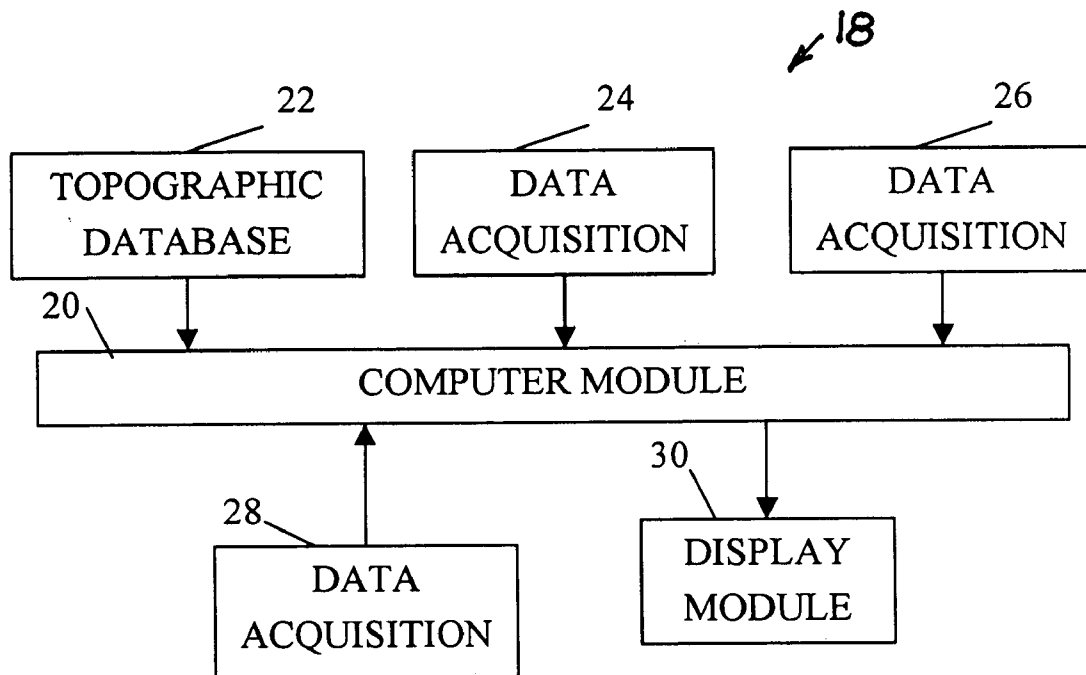 18
22
24
26
TOPOGRAPHIC
DATABASE
DATA
ACQUISITION
DATA
ACQUISITION
20
COMPUTER MODULE
28
DATA
ACQUISITION
30
DISPLAY
MODULE